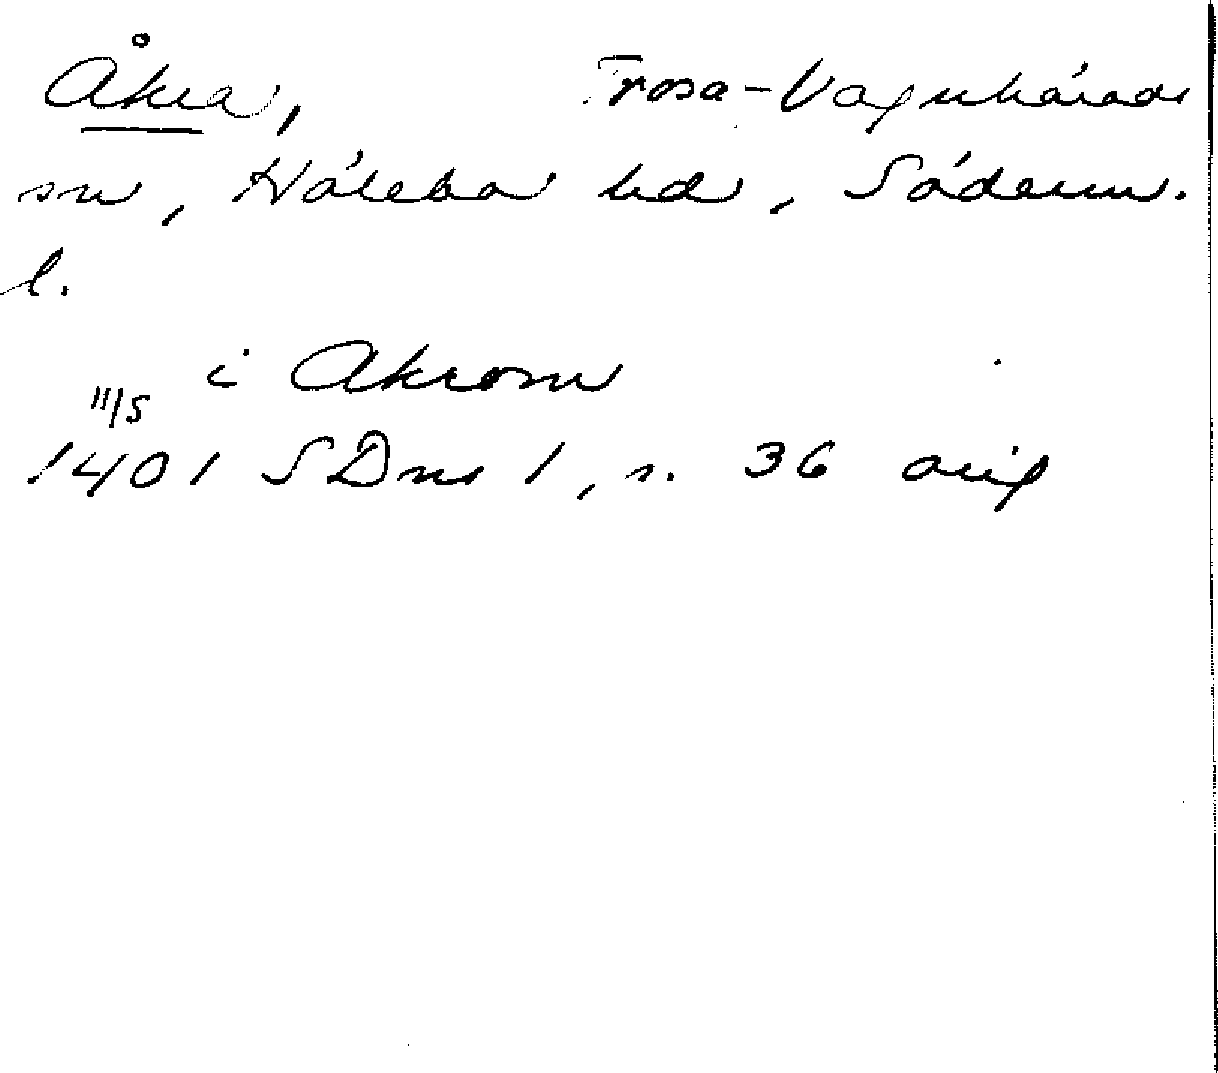 Åkra, Trosa-Vagnhärads
sn, Hölebo hd, Söderm.
l.
i Akrom
11/5
1401 SDns 1, s. 36 orig